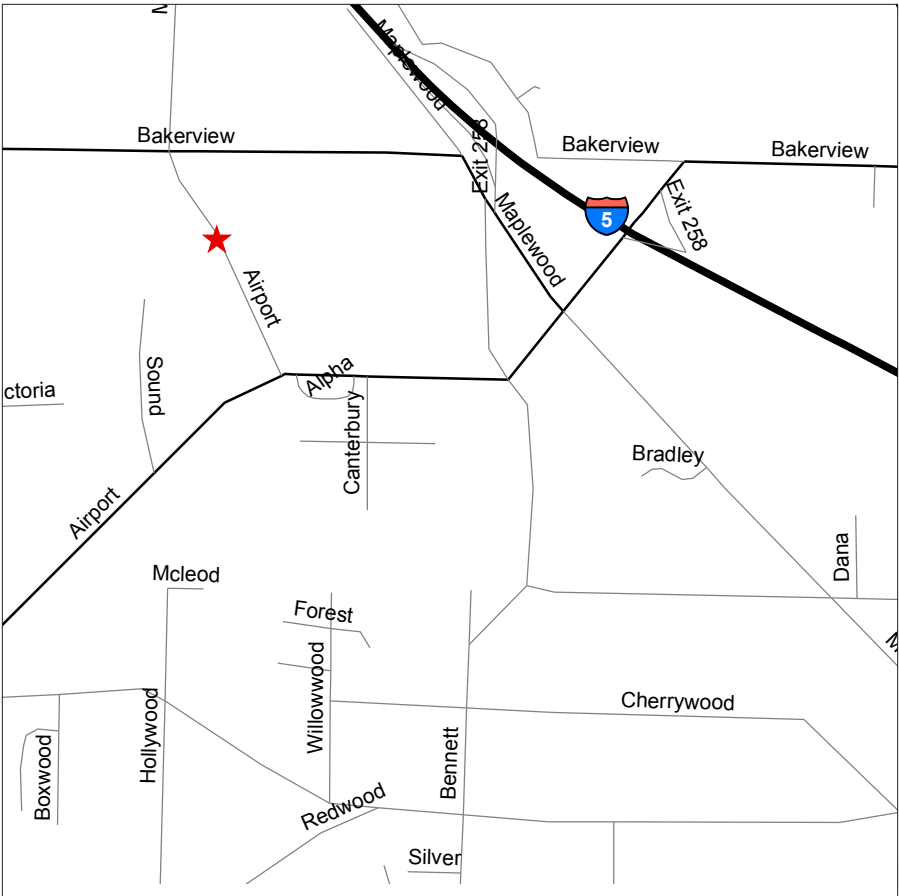 Maplewood
Bakerview
Exit 258
Bakerview
Bakerview
Maplewood
Exit 258
5
Airport
Alpha
Sound
ctoria
Canterbury
Bradley
Airport
Dana
Mcleod
Forest
Willowwood
Cherrywood
Hollywood
Bennett
Boxwood
Redwood
Silver